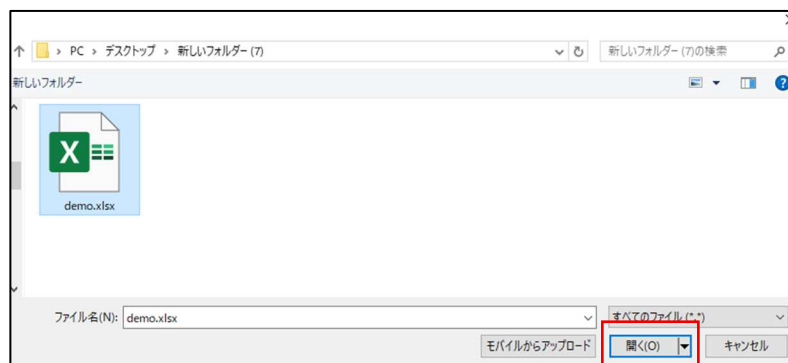 PC › デスクトップ › 新しいフォルダー (7)
新しいフォルダー (7)の検索
新しいフォルダー
X
demo.xlsx
ファイル名(N):
demo.xlsx
すべてのファイル (*.*)
モバイルからアップロード
開く(O)
キャンセル